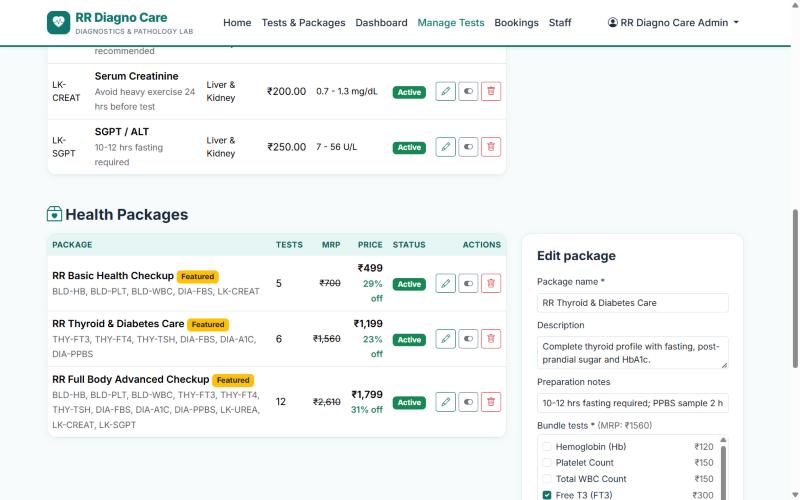 RR Diagno Care
DIAGNOSTICS & PATHOLOGY LAB
Home Tests & Packages Dashboard Manage Tests Bookings Staff RR Diagno Care Admin
recommended
LK-CREAT
Serum Creatinine
Avoid heavy exercise 24
hrs before test
Liver &
Kidney
₹200.00
0.7 - 1.3 mg/dL
Active
LK-SGPT
SGPT / ALT
10-12 hrs fasting
required
Liver &
Kidney
₹250.00
7 - 56 U/L
Active
Health Packages
PACKAGE TESTS MRP PRICE STATUS ACTIONS
RR Basic Health Checkup Featured
BLD-HB, BLD-PLT, BLD-WBC, DIA-FBS, LK-CREAT
5
₹700
₹499
29%
off
Active
RR Thyroid & Diabetes Care Featured
THY-FT3, THY-FT4, THY-TSH, DIA-FBS, DIA-A1C,
DIA-PPBS
6
₹1,560
₹1,199
23%
off
Active
RR Full Body Advanced Checkup Featured
BLD-HB, BLD-PLT, BLD-WBC, THY-FT3, THY-FT4,
THY-TSH, DIA-FBS, DIA-A1C, DIA-PPBS, LK-UREA,
LK-CREAT, LK-SGPT
12
₹2,610
₹1,799
31% off
Active
Edit package
Package name *
RR Thyroid & Diabetes Care
Description
Complete thyroid profile with fasting, post-
prandial sugar and HbA1c.
Preparation notes
10-12 hrs fasting required; PPBS sample 2 h
Bundle tests * (MRP: ₹1560)
Hemoglobin (Hb) ₹120
Platelet Count ₹150
Total WBC Count ₹150
Free T3 (FT3) ₹300